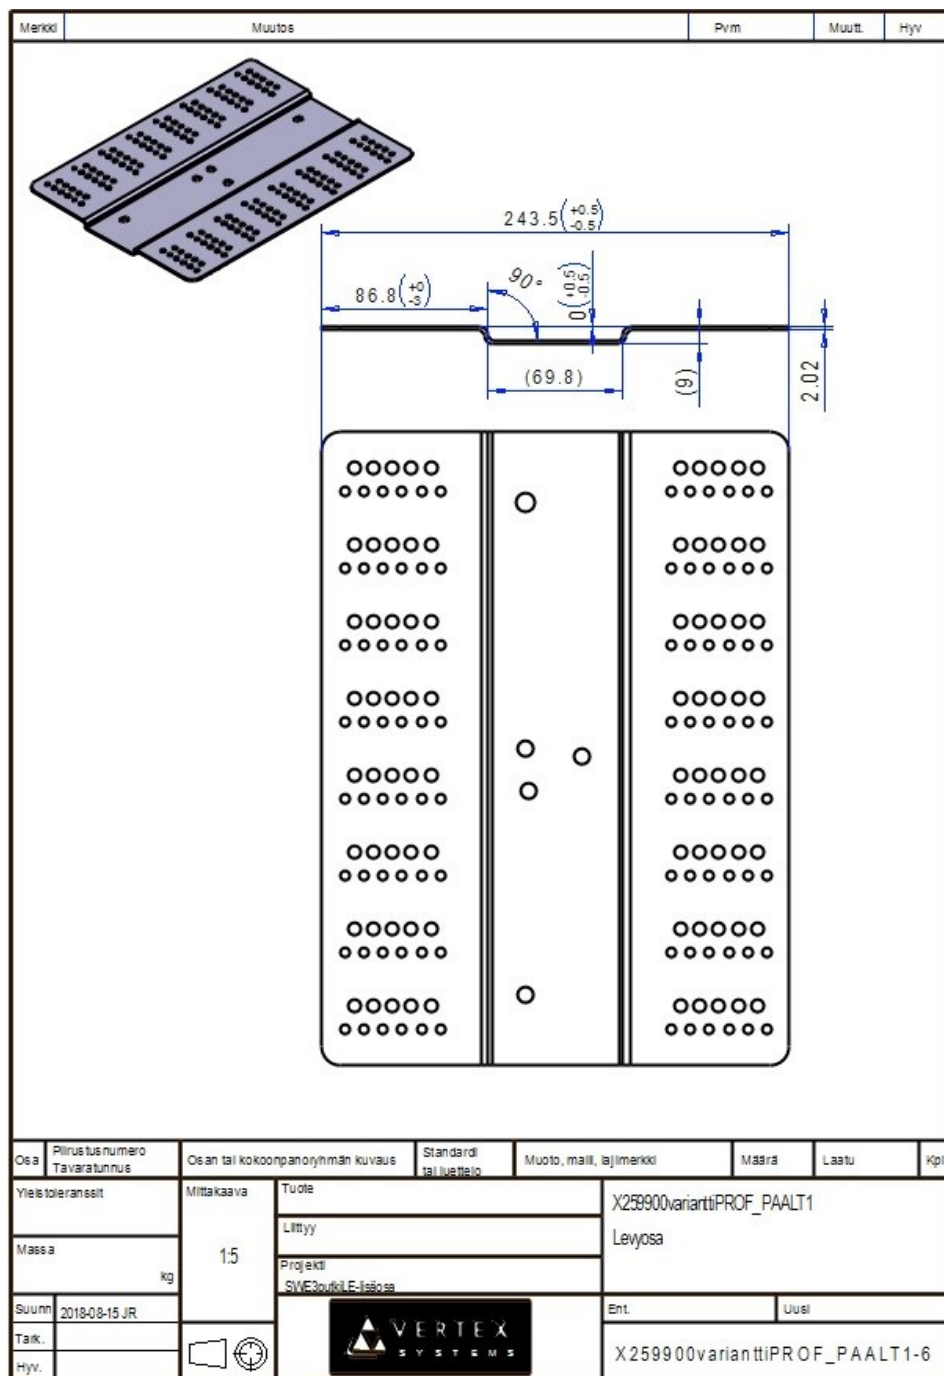 Merkki Muutos Pvm Muutt. Hyv
243.5(+0.5 -0.5)
86.8(+0 -3)
90°
0(+0.5 -0.5)
(69.8)
(9)
2.02
Osa Piirustusnumero Tavaratunnus Osan tai kokoonpanoryhmän kuvaus Standardi tai luettelo Muoto, malli, lajimerkki Määrä Laatu Kpl
Yleistoleranssit
Mittakaava
Tuote
X259900varianttiPROF_PAALT1
Levyosa
Liittyy
Massa
kg
1:5
Projekti
SWE3putkiLE-lisäosa
Suunn 2018-08-15 JR
Tark.
Hyv.
VERTEX
SYSTEMS
Ent. Uusi
X259900varianttiPROF_PAALT1-6